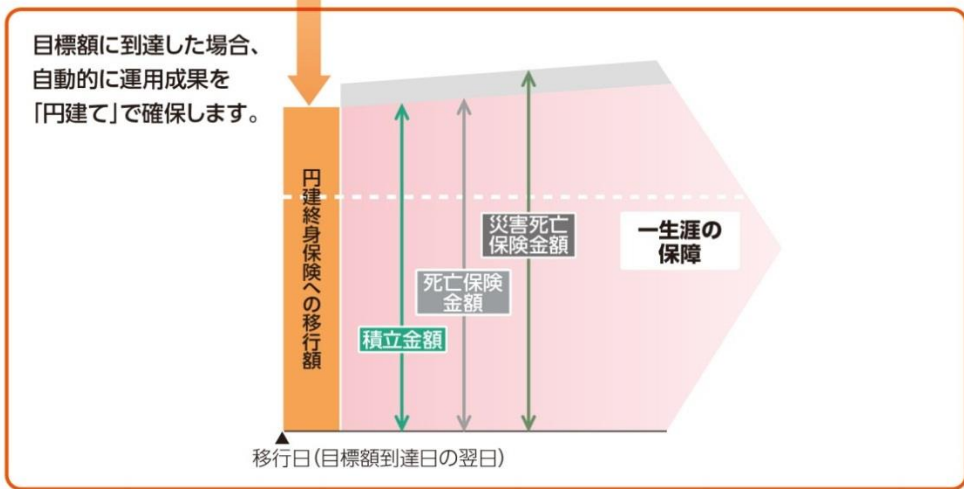 目標額に到達した場合、
自動的に運用成果を
「円建て」で確保します。
円建終身保険への移行額
災害死亡
保険金額
死亡保険
金額
積立金額
一生涯の
保障
▲
移行日(目標額到達日の翌日)